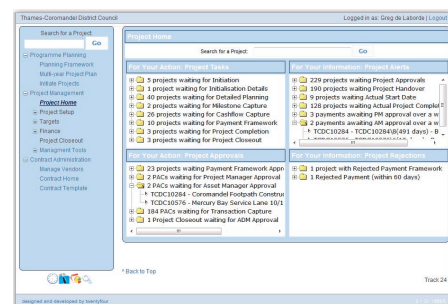 Thames-Coromandel District Council
Logged in as: Greg de Laborde | Logout
Search for a Project:
Go
Programme Planning
Planning Framework
Multi-year Project Plan
Initiate Projects
Project Management
Project Home
Project Setup
Targets
Finance
Project Closeout
Managment Tools
Contract Administration
Manage Vendors
Contract Home
Contract Template
Project Home
Search for a Project:
Go
For Your Action: Project Tasks
5 projects waiting for Initiation
1 project waiting for Initialisation Details
40 projects waiting for Detailed Planning
2 projects waiting for Milestone Capture
26 projects waiting for Cashflow Capture
10 projects waiting for Payment Framework
3 projects waiting for Project Completion
3 projects waiting for Project Closeout
For Your Information: Project Alerts
229 projects waiting Project Approvals
190 projects waiting Project Handover
9 projects waiting Actual Start Date
128 projects waiting Actual Project Complet
3 payments awaiting PM approval over a w
2 payments awaiting AM approval over a w
TCDC10284 - TCDC10284\8(491 days) - B
For Your Action: Project Approvals
23 projects waiting Payment Framework Appr
2 PACs waiting for Project Manager Approval
2 PACs waiting for Asset Manager Approval
TCDC10284 - Coromandel Footpath Construc
TCDC10576 - Mercury Bay Service Lane 10/1
184 PACs waiting for Transaction Capture
1 Project Closeout waiting for ADM Approval
For Your Information: Project Rejections
1 project with Rejected Payment Framework
1 Rejected Payment (within 60 days)
^ Back to Top
Track 24
designed and developed by twentyfour